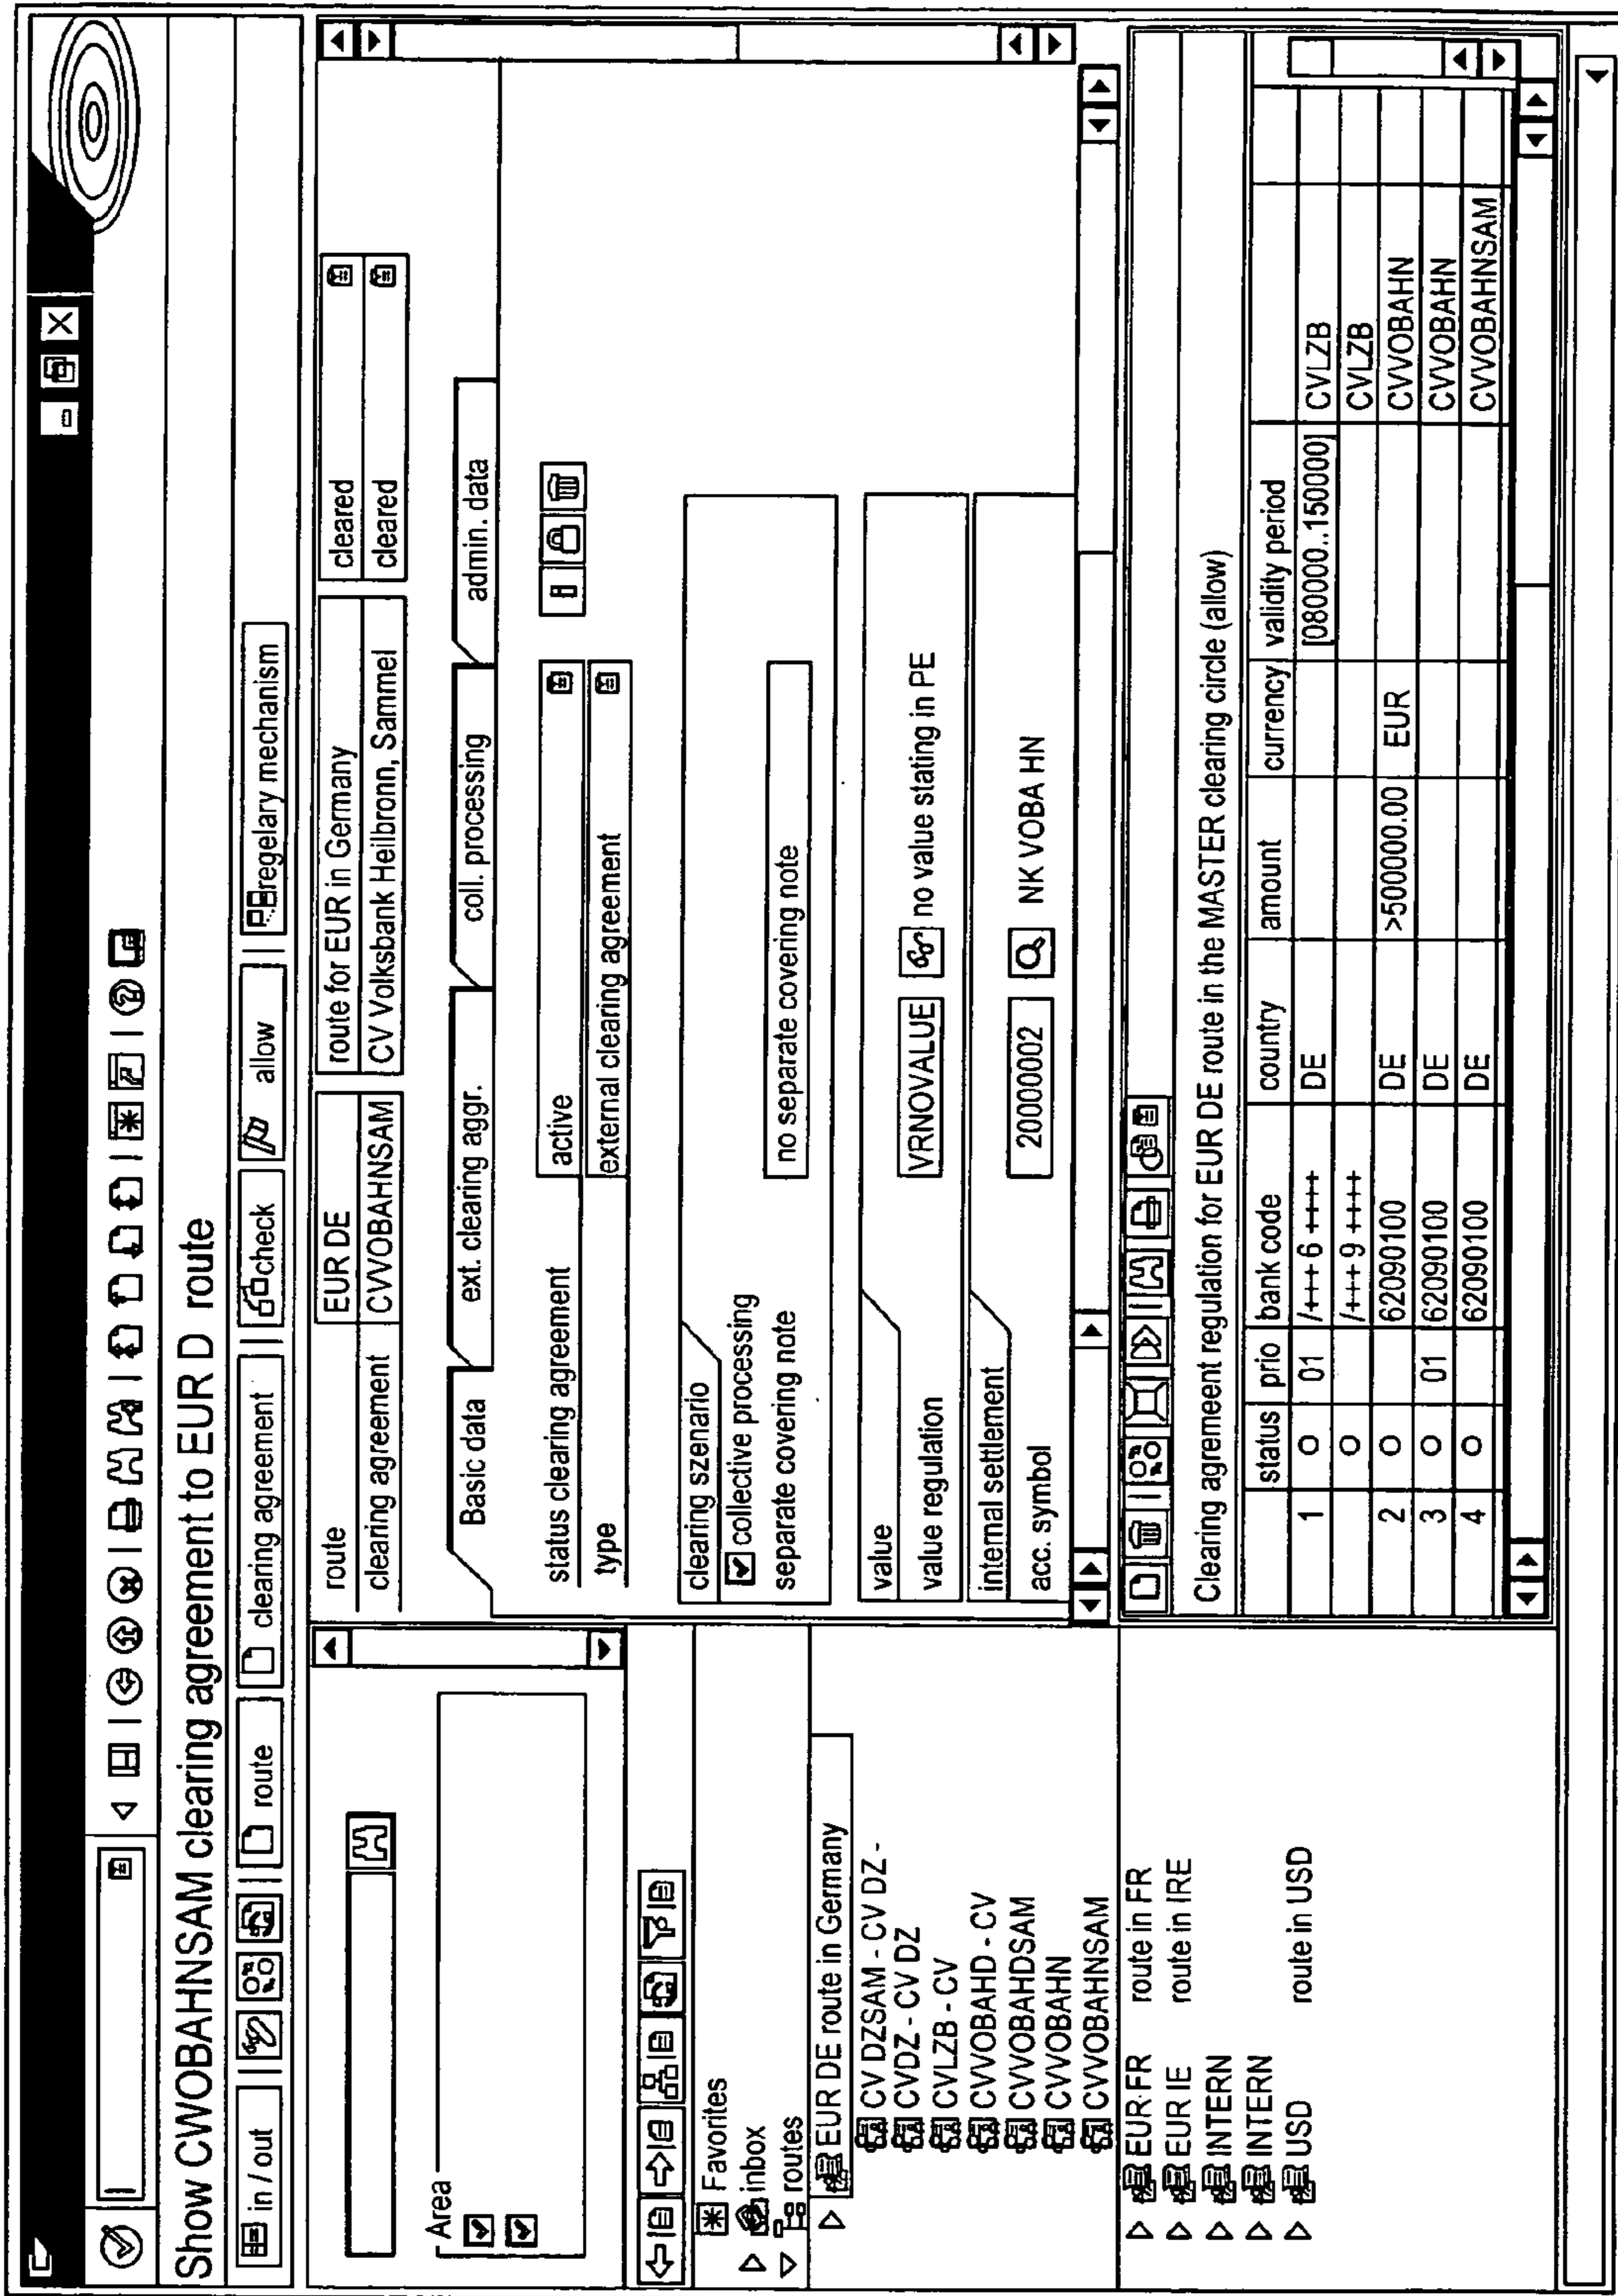 Show CWOBAHNSAM clearing agreement to EUR D route
in / out
route
clearing agreement
check
allow
regelary mechanism
Area
Favorites
inbox
routes
EUR DE route in Germany
CV DZSAM - CV DZ -
CVDZ - CV DZ
CVLZB - CV
CVVOBAHD - CV
CVVOBAHDSAM
CVVOBAHN
CVVOBAHNSAM
EUR FR route in FR
EUR IE route in IRE
INTERN
INTERN
USD route in USD
route EUR DE route for EUR in Germany cleared
clearing agreement CVVOBAHNSAM CV Volksbank Heilbronn, Sammel cleared
Basic data ext. clearing aggr. coll. processing admin. data
status clearing agreement active
type external clearing agreement
clearing szenario
collective processing
separate covering note no separate covering note
value
value regulation VRNOVALUE no value stating in PE
internal settlement
acc. symbol 20000002 NK VOBA HN
Clearing agreement regulation for EUR DE route in the MASTER clearing circle (allow)
status prio bank code country amount currency validity period
1 O 01 /+++ 6 ++++ DE [080000..150000] CVLZB
O /+++ 9 ++++ CVLZB
2 O 62090100 DE >500000.00 EUR CVVOBAHN
3 O 01 62090100 DE CVVOBAHN
4 O 62090100 DE CVVOBAHNSAM